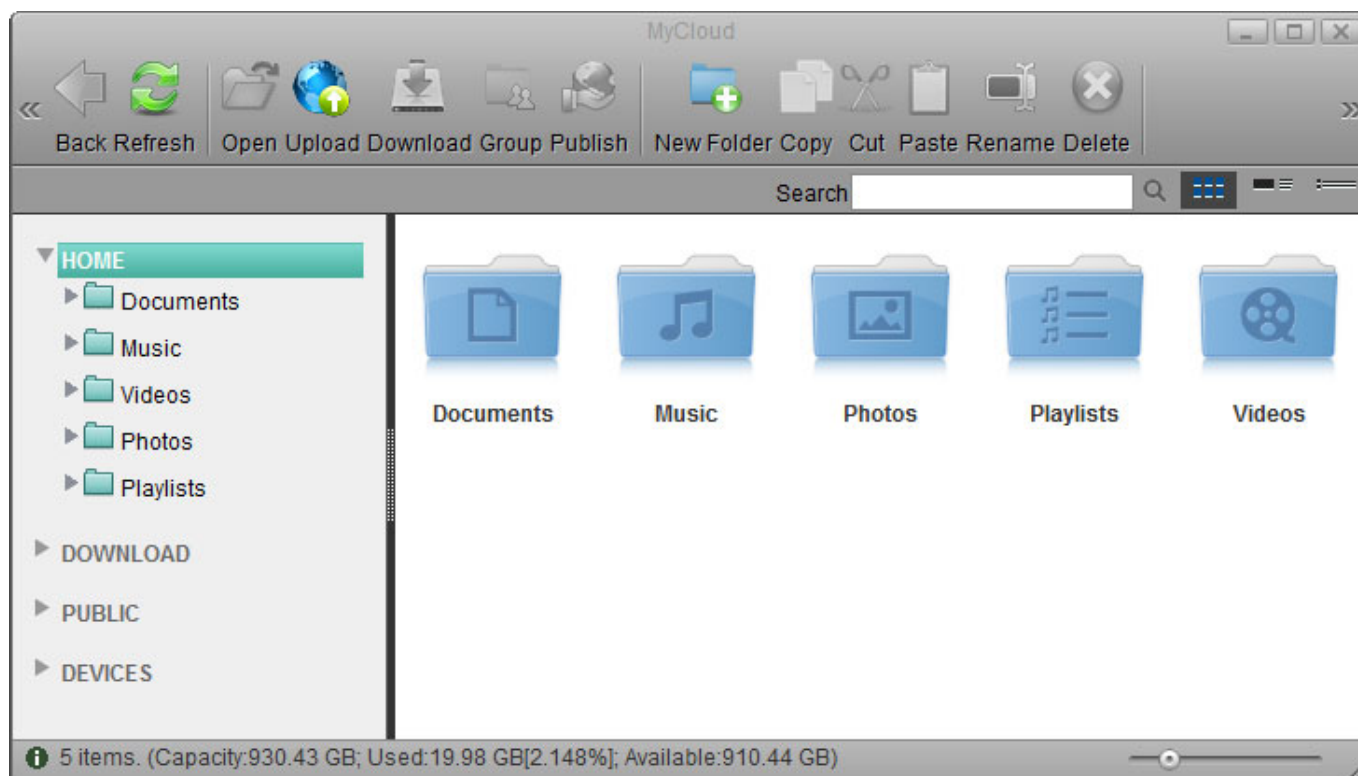 MyCloud
Back Refresh Open Upload Download Group Publish New Folder Copy Cut Paste Rename Delete
Search
HOME
Documents
Music
Videos
Photos
Playlists
DOWNLOAD
PUBLIC
DEVICES
Documents Music Photos Playlists Videos
5 items. (Capacity:930.43 GB; Used:19.98 GB[2.148%]; Available:910.44 GB)